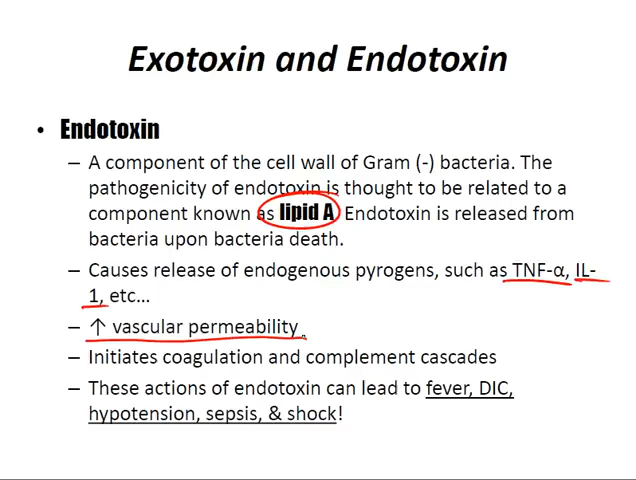 Exotoxin and Endotoxin
• Endotoxin
– A component of the cell wall of Gram (-) bacteria. The
pathogenicity of endotoxin is thought to be related to a
component known as lipid A Endotoxin is released from
bacteria upon bacteria death.
– Causes release of endogenous pyrogens, such as TNF-α, IL-
1, etc…
– ↑ vascular permeability
– Initiates coagulation and complement cascades
– These actions of endotoxin can lead to fever, DIC,
hypotension, sepsis, & shock!